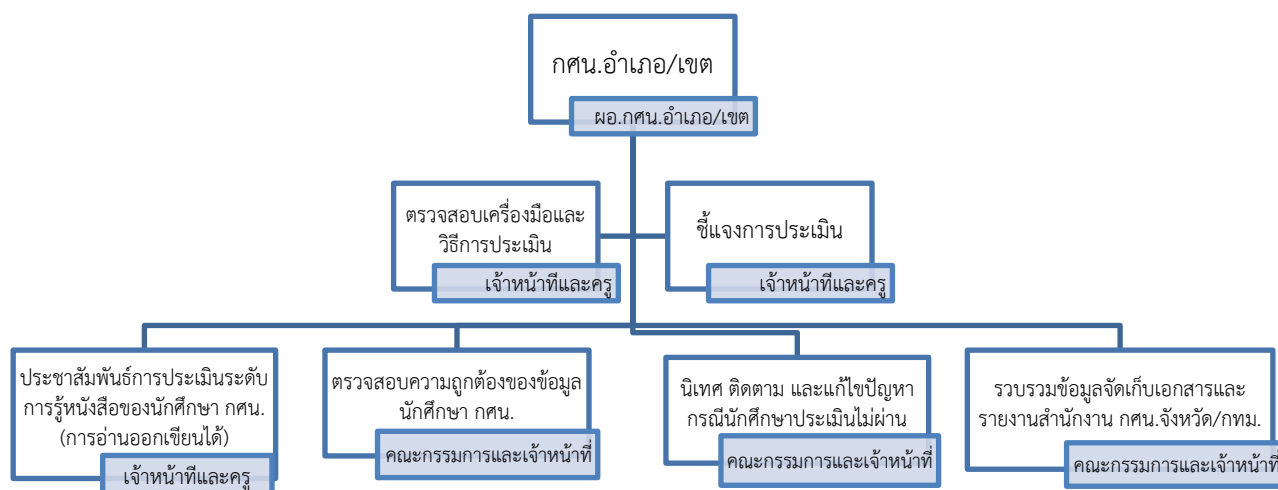 กศน.อำเภอ/เขต
ผอ.กศน.อำเภอ/เขต
ตรวจสอบเครื่องมือและ
วิธีการประเมิน
เจ้าหน้าที่และครู
ชี้แจงการประเมิน
เจ้าหน้าที่และครู
ประชาสัมพันธ์การประเมินระดับ
การรู้หนังสือของนักศึกษา กศน.
(การอ่านออกเขียนได้)
เจ้าหน้าที่และครู
ตรวจสอบความถูกต้องของข้อมูล
นักศึกษา กศน.
คณะกรรมการและเจ้าหน้าที่
นิเทศ ติดตาม และแก้ไขปัญหา
กรณีนักศึกษาประเมินไม่ผ่าน
คณะกรรมการและเจ้าหน้าที่
รวบรวมข้อมูลจัดเก็บเอกสารและ
รายงานสำนักงาน กศน.จังหวัด/กทม.
คณะกรรมการและเจ้าหน้าที่